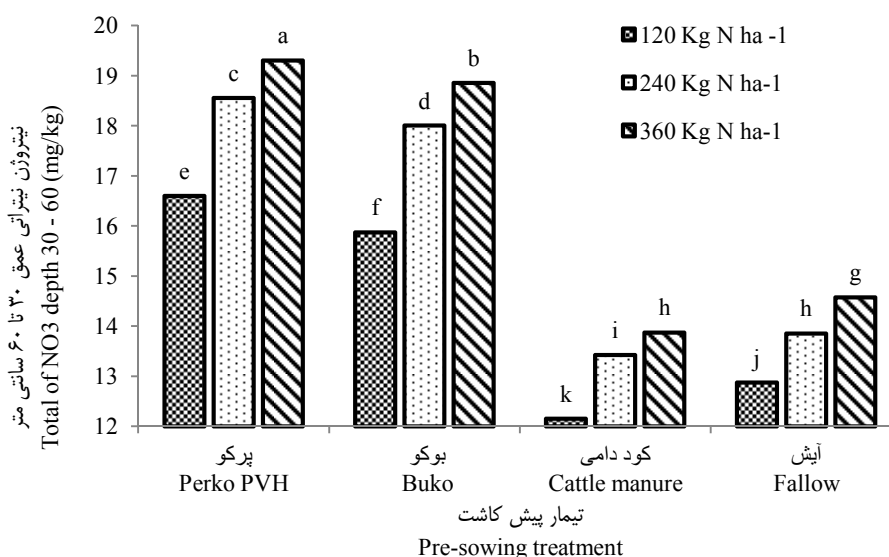 نیتروژن نیتراتی عمق ۳۰ تا ۶۰ سانتی متر
Total of NO3 depth 30 - 60 (mg/kg)
20
19
18
17
16
15
14
13
12
120 Kg N ha -1
240 Kg N ha-1
360 Kg N ha-1
e
c
a
f
d
b
k
i
h
j
h
g
پرکو
Perko PVH
بوکو
Buko
کود دامی
Cattle manure
آیش
Fallow
تیمار پیش کاشت
Pre-sowing treatment